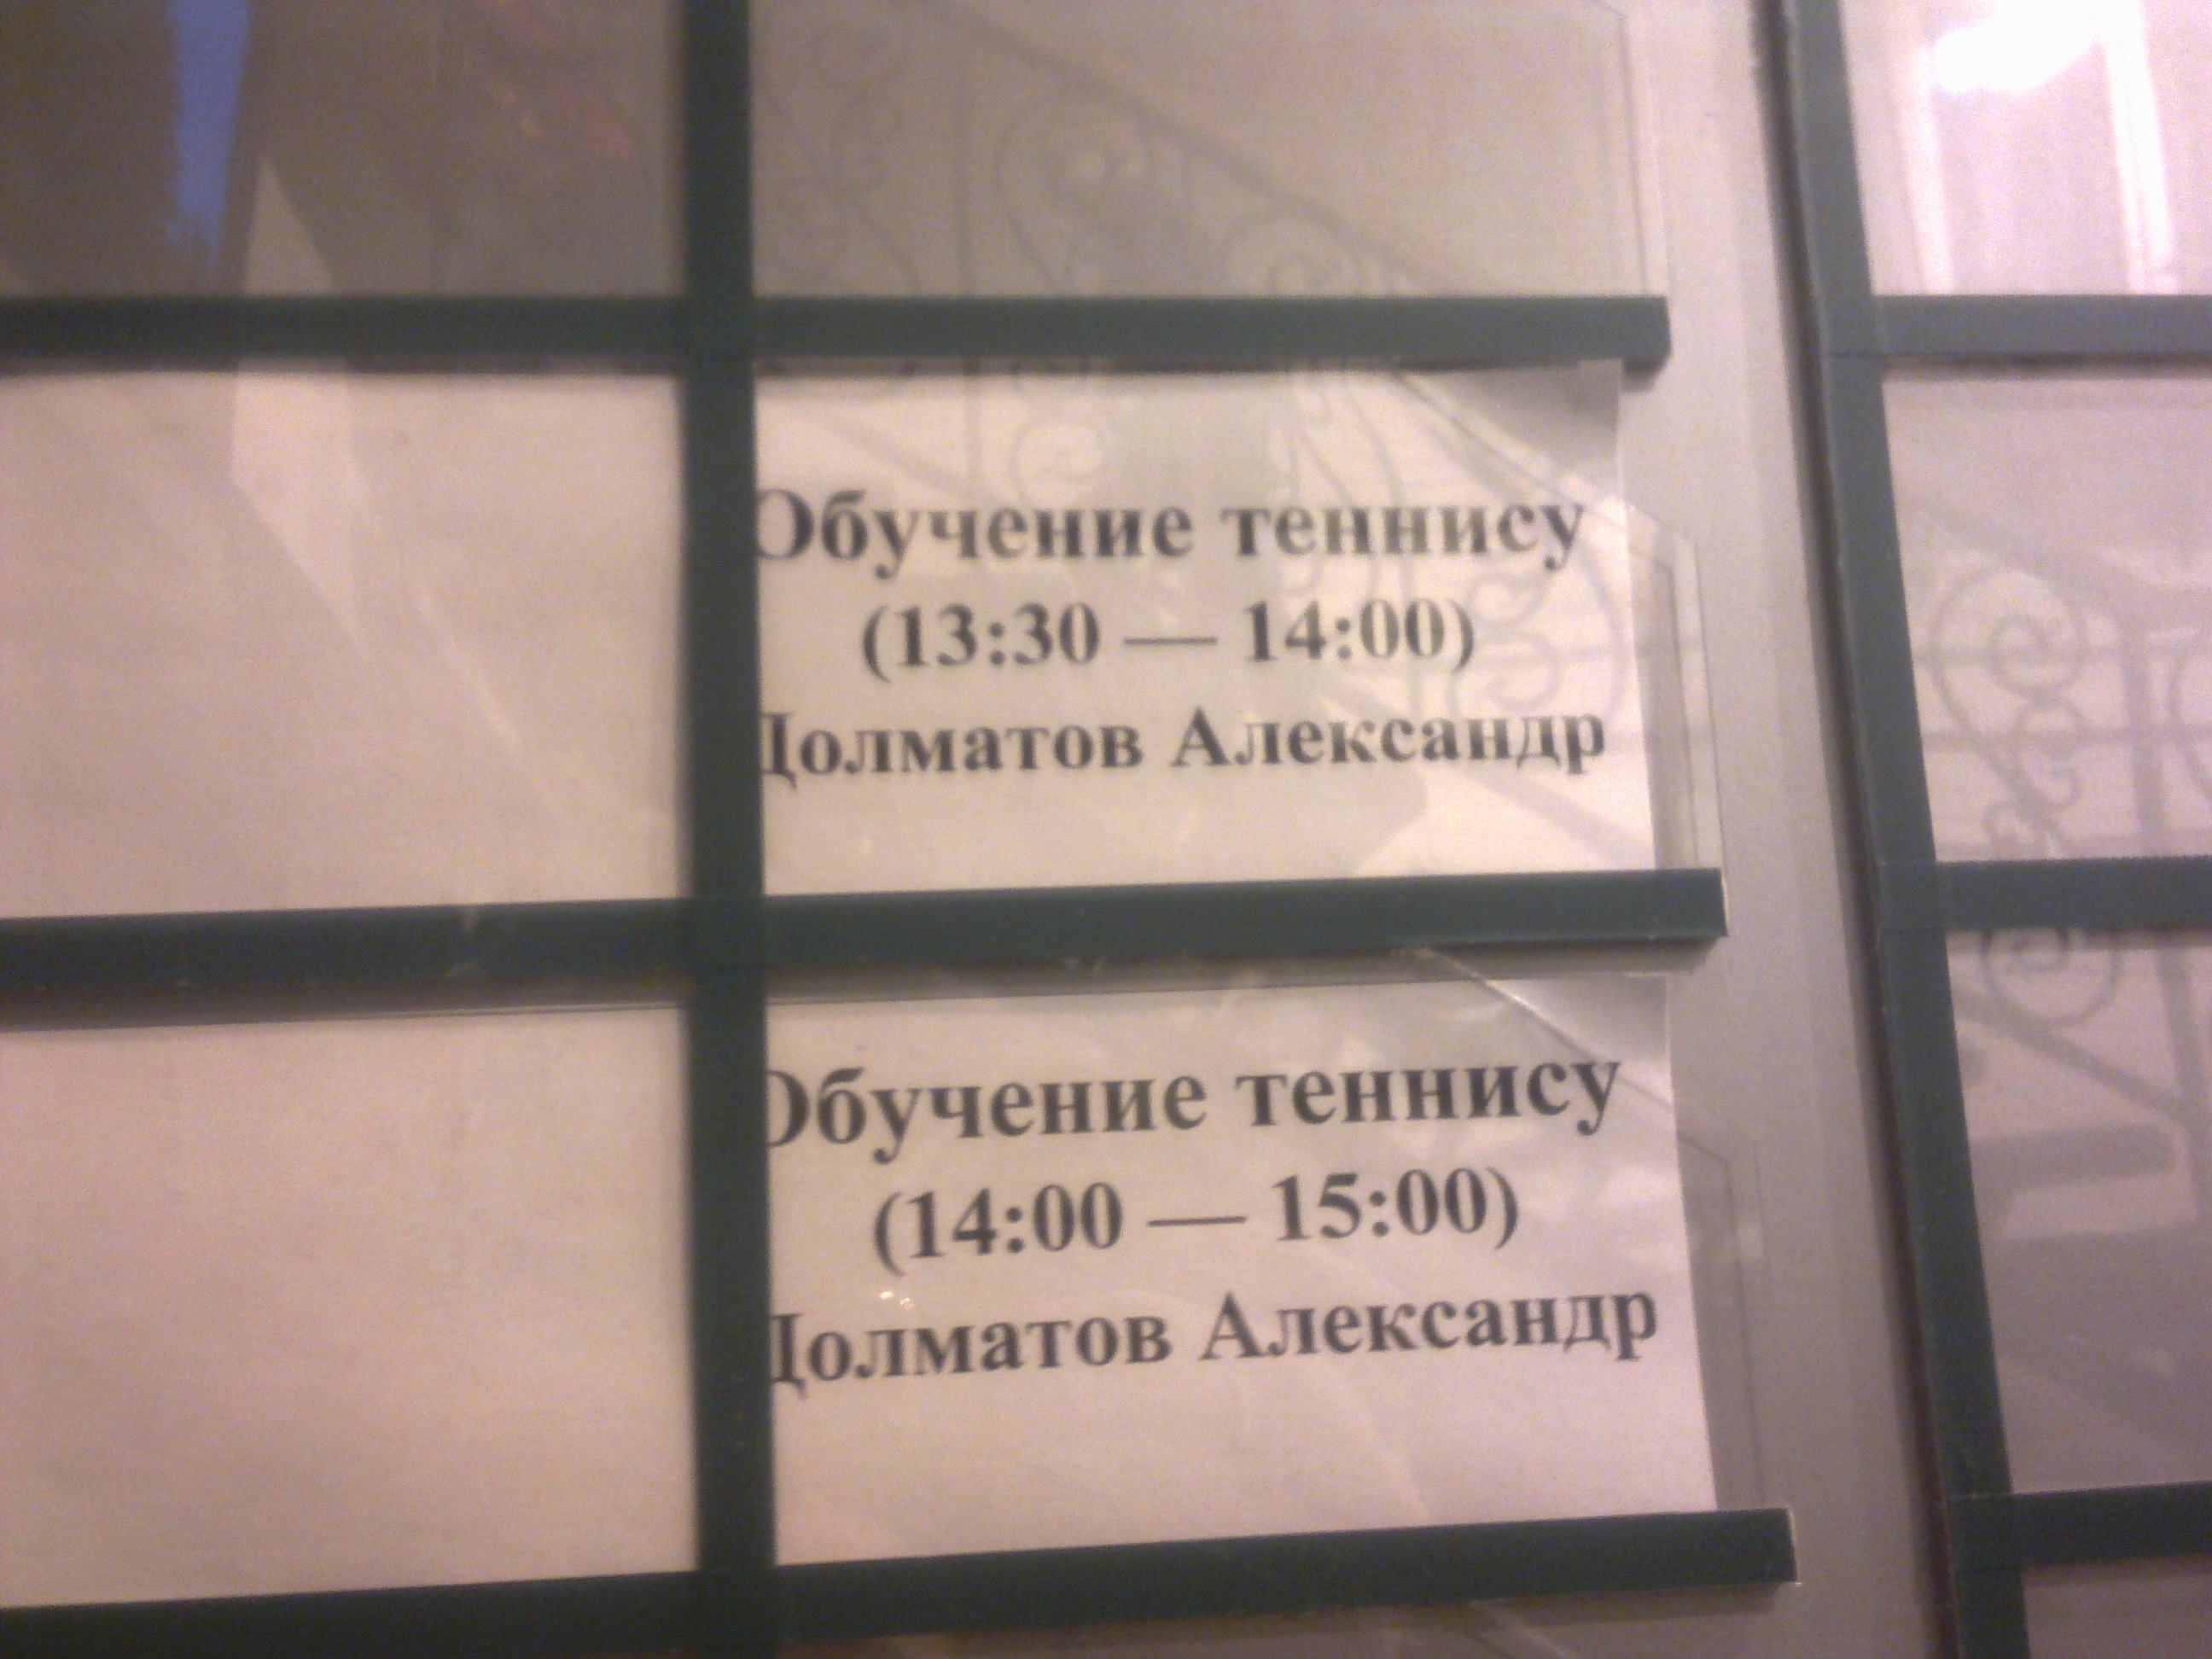 Обучение теннису
(13:30 — 14:00)
Долматов Александр
Обучение теннису
(14:00 — 15:00)
Долматов Александр